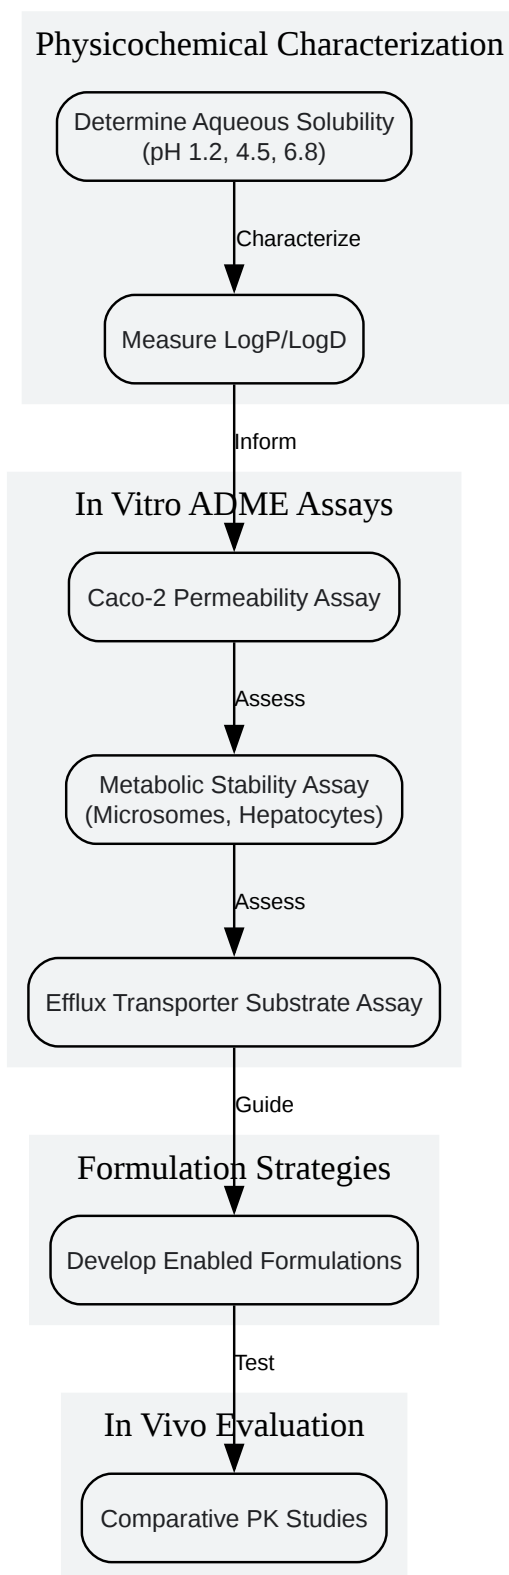 Physicochemical Characterization
Determine Aqueous Solubility
(pH 1.2, 4.5, 6.8)
Characterize
Measure LogP/LogD
Inform
In Vitro ADME Assays
Caco-2 Permeability Assay
Assess
Metabolic Stability Assay
(Microsomes, Hepatocytes)
Assess
Efflux Transporter Substrate Assay
Guide
Formulation Strategies
Develop Enabled Formulations
Test
In Vivo Evaluation
Comparative PK Studies